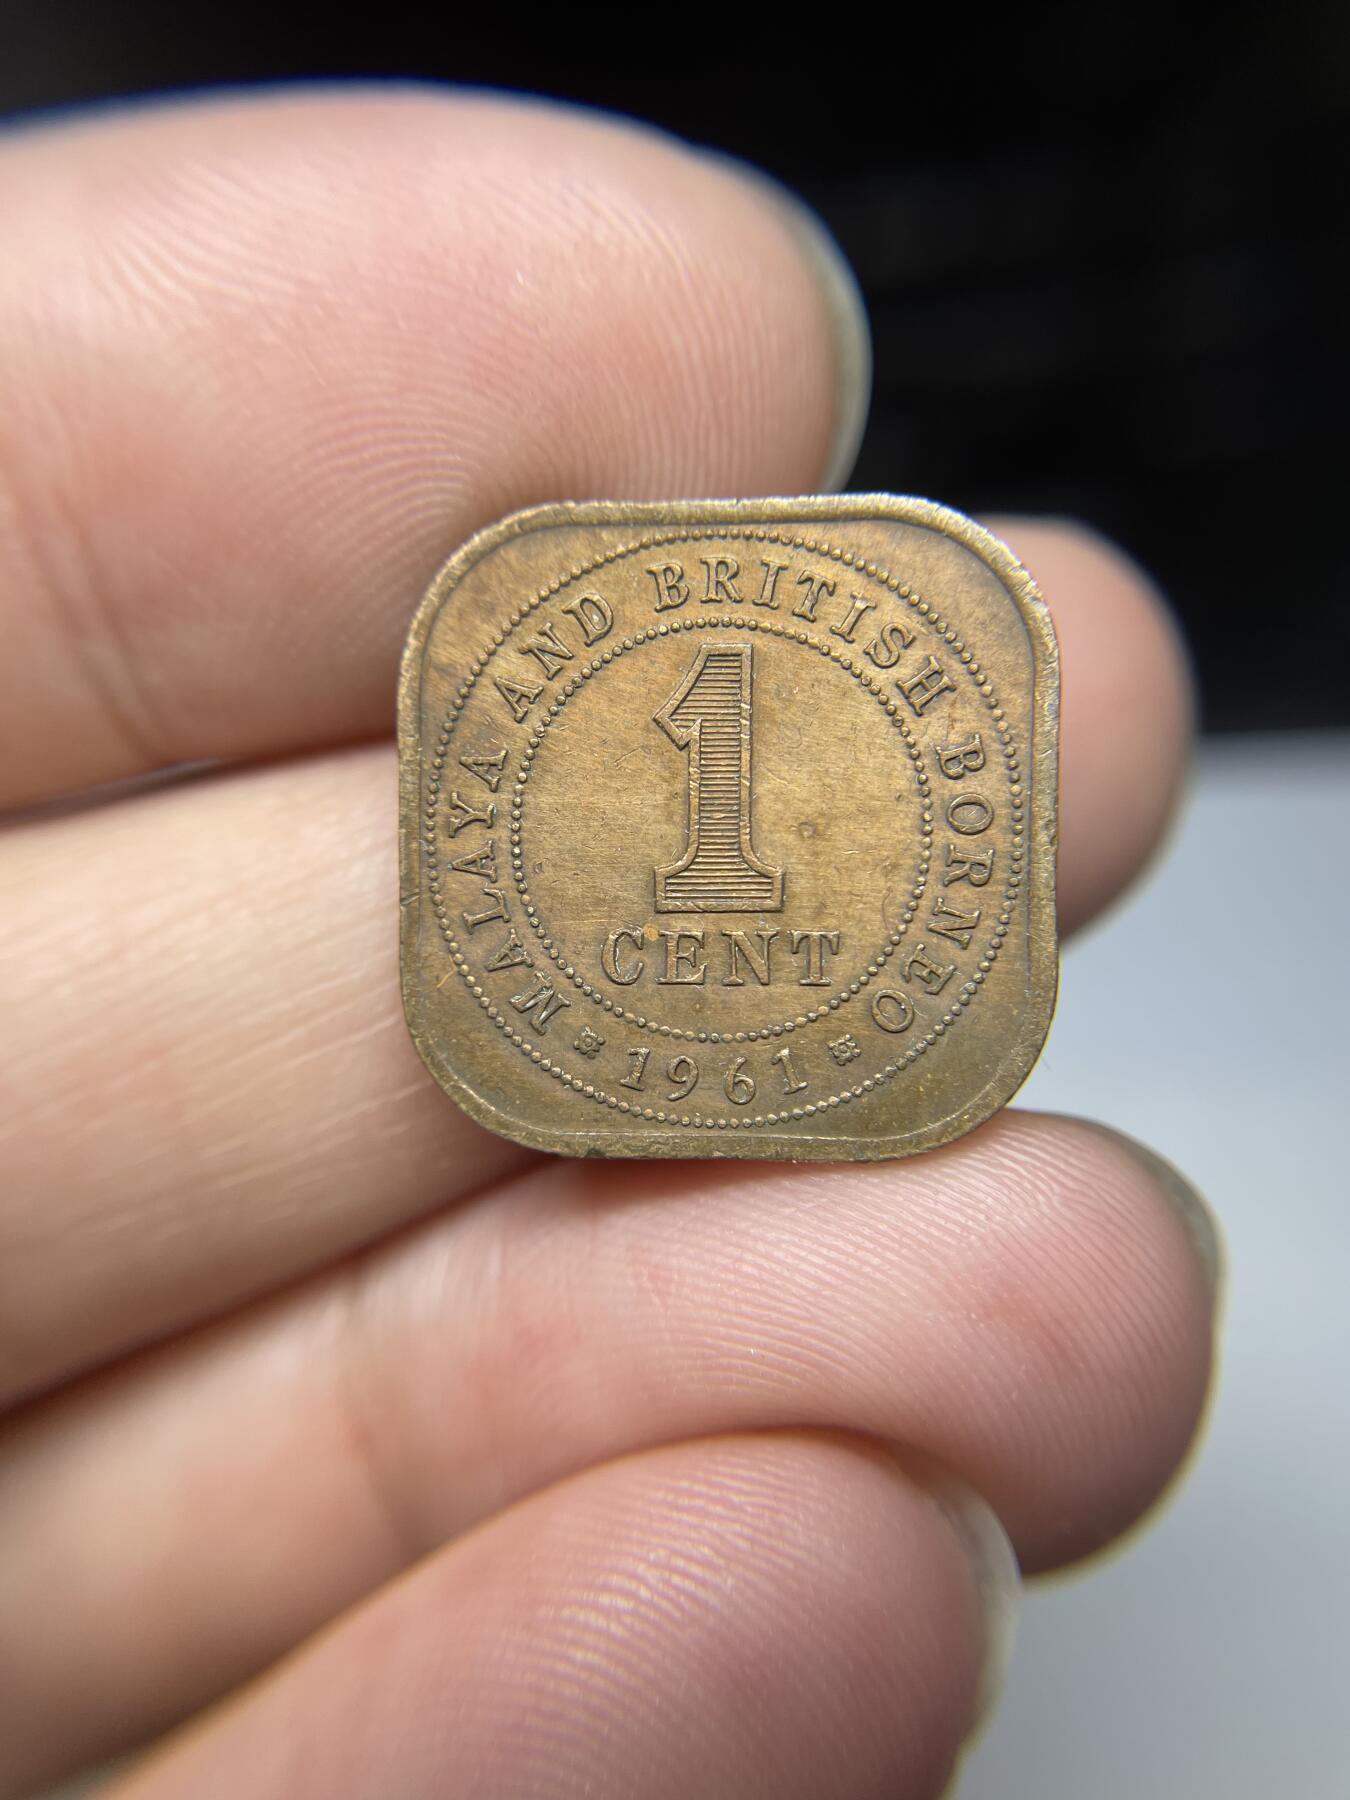 MALAYA AND BRITISH BORNEO
1
CENT
1961